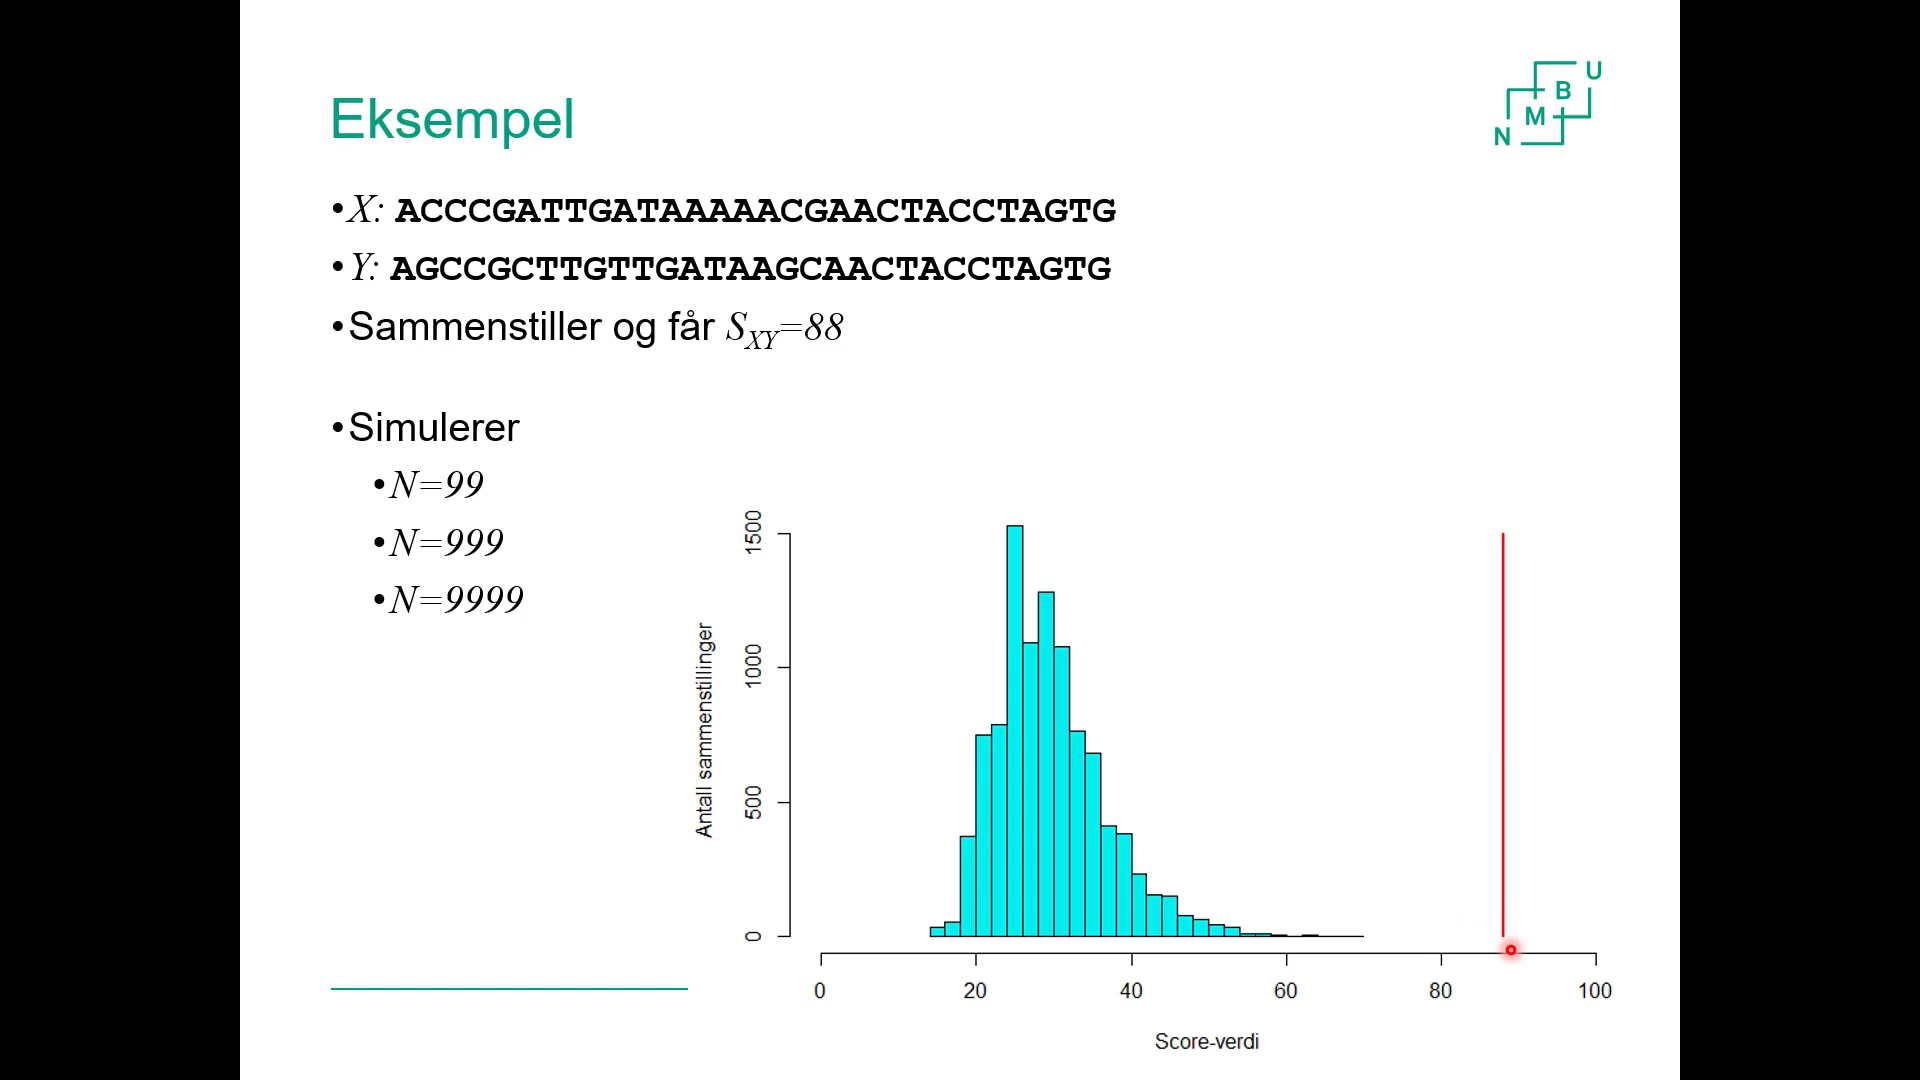 Eksempel
N M B U
•X: ACCCGATTGATAAAAACGAACTACCTAGTG
•Y: AGCCGCTTGTTGATAAGCAACTACCTAGTG
•Sammenstiller og får SXY=88
•Simulerer
•N=99
•N=999
•N=9999
Antall sammenstillinger
1500
1000
500
0
0 20 40 60 80 100
Score-verdi